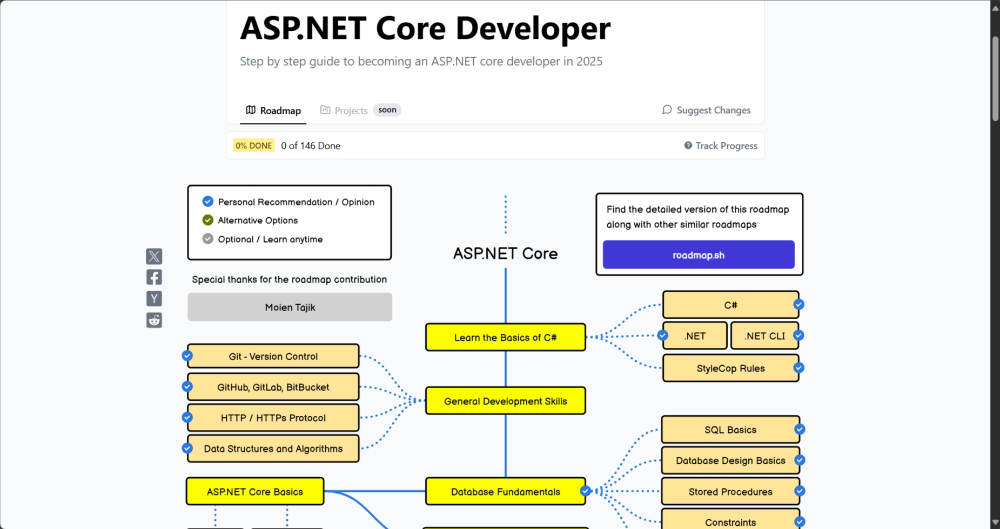 ASP.NET Core Developer
Step by step guide to becoming an ASP.NET core developer in 2025
Roadmap
Projects
soon
Suggest Changes
0% DONE
0 of 146 Done
Track Progress
Personal Recommendation / Opinion
Alternative Options
Optional / Learn anytime
Find the detailed version of this roadmap
along with other similar roadmaps
roadmap.sh
ASP.NET Core
Special thanks for the roadmap contribution
Moien Tajik
Learn the Basics of C#
C#
.NET
.NET CLI
StyleCop Rules
Git - Version Control
GitHub, GitLab, BitBucket
HTTP / HTTPs Protocol
Data Structures and Algorithms
General Development Skills
SQL Basics
Database Design Basics
Stored Procedures
Constraints
ASP.NET Core Basics
Database Fundamentals